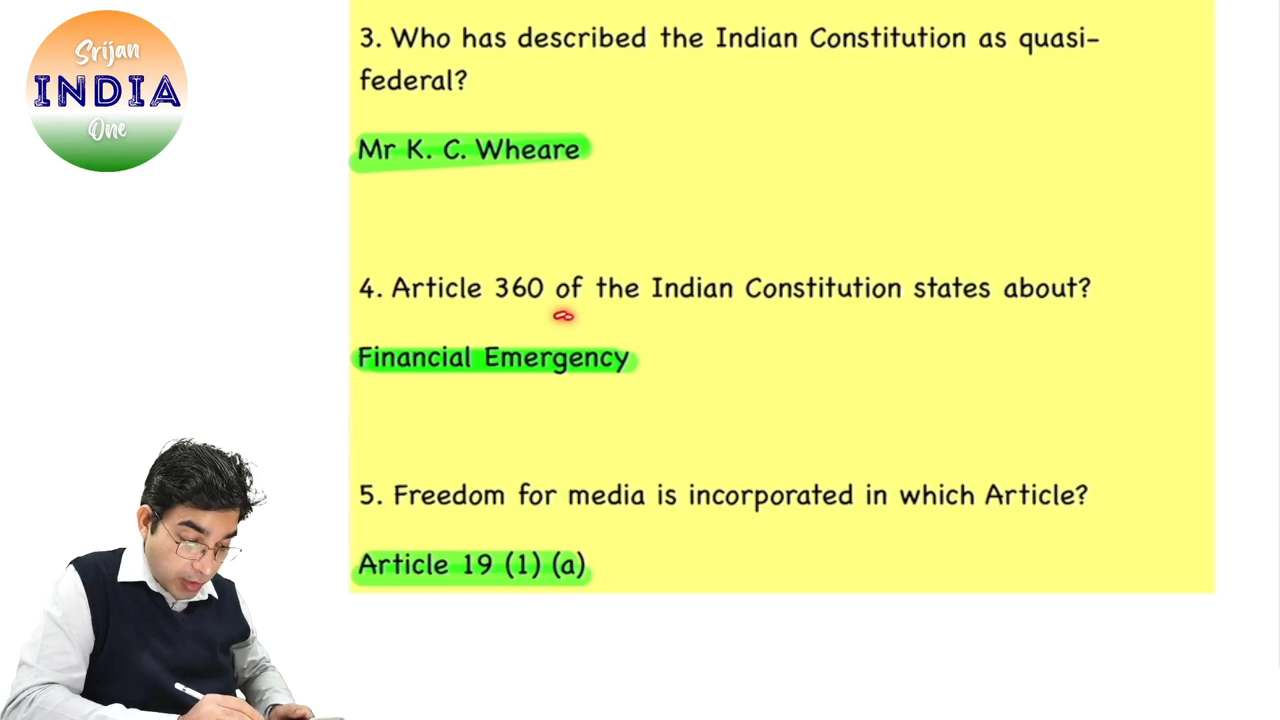 Srijan
INDIA
One
3. Who has described the Indian Constitution as quasi-
federal?
Mr K. C. Wheare
4. Article 360 of the Indian Constitution states about?
Financial Emergency
5. Freedom for media is incorporated in which Article?
Article 19 (1) (a)